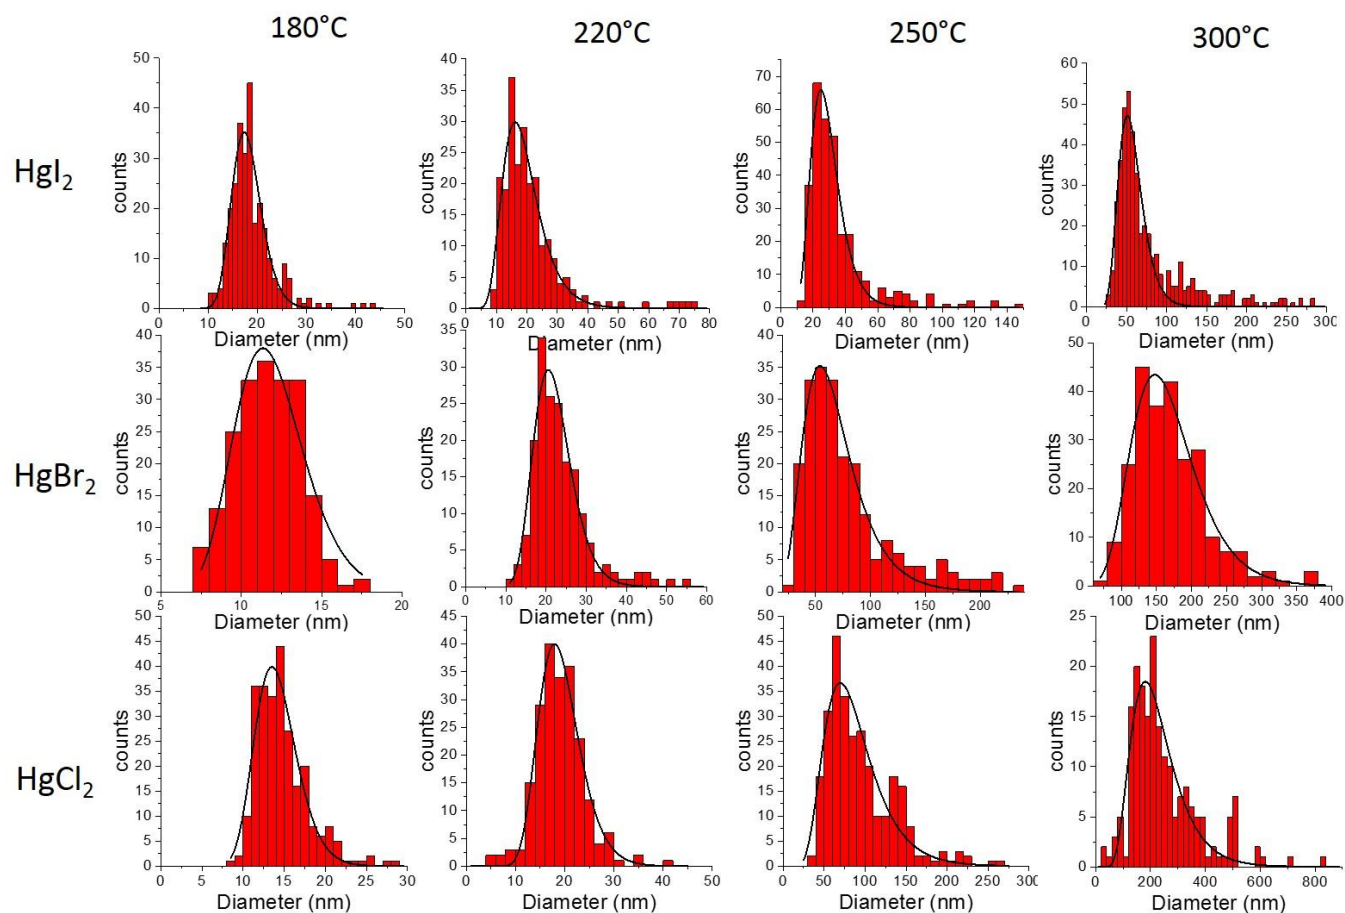 180°C 220°C 250°C 300°C
HgI₂
counts
0 5 10 15 20 25 30 35 40 45 50
0 10 20 30 40 50
Diameter (nm)
counts
0 5 10 15 20 25 30 35 40
0 10 20 30 40 50 60 70 80
Diameter (nm)
counts
0 10 20 30 40 50 60 70
0 20 40 60 80 100 120 140
Diameter (nm)
counts
0 10 20 30 40 50 60
0 50 100 150 200 250 300
Diameter (nm)
HgBr₂
counts
0 5 10 15 20 25 30 35 40
5 10 15 20
Diameter (nm)
counts
0 5 10 15 20 25 30 35
0 10 20 30 40 50 60
Diameter (nm)
counts
0 5 10 15 20 25 30 35 40
50 100 150 200
Diameter (nm)
counts
0 10 20 30 40 50
100 150 200 250 300 350 400
Diameter (nm)
HgCl₂
counts
0 5 10 15 20 25 30 35 40 45 50
0 5 10 15 20 25 30
Diameter (nm)
counts
0 5 10 15 20 25 30 35 40 45
0 10 20 30 40 50
Diameter (nm)
counts
0 5 10 15 20 25 30 35 40 45 50
0 50 100 150 200 250 300
Diameter (nm)
counts
0 5 10 15 20 25
0 200 400 600 800
Diameter (nm)